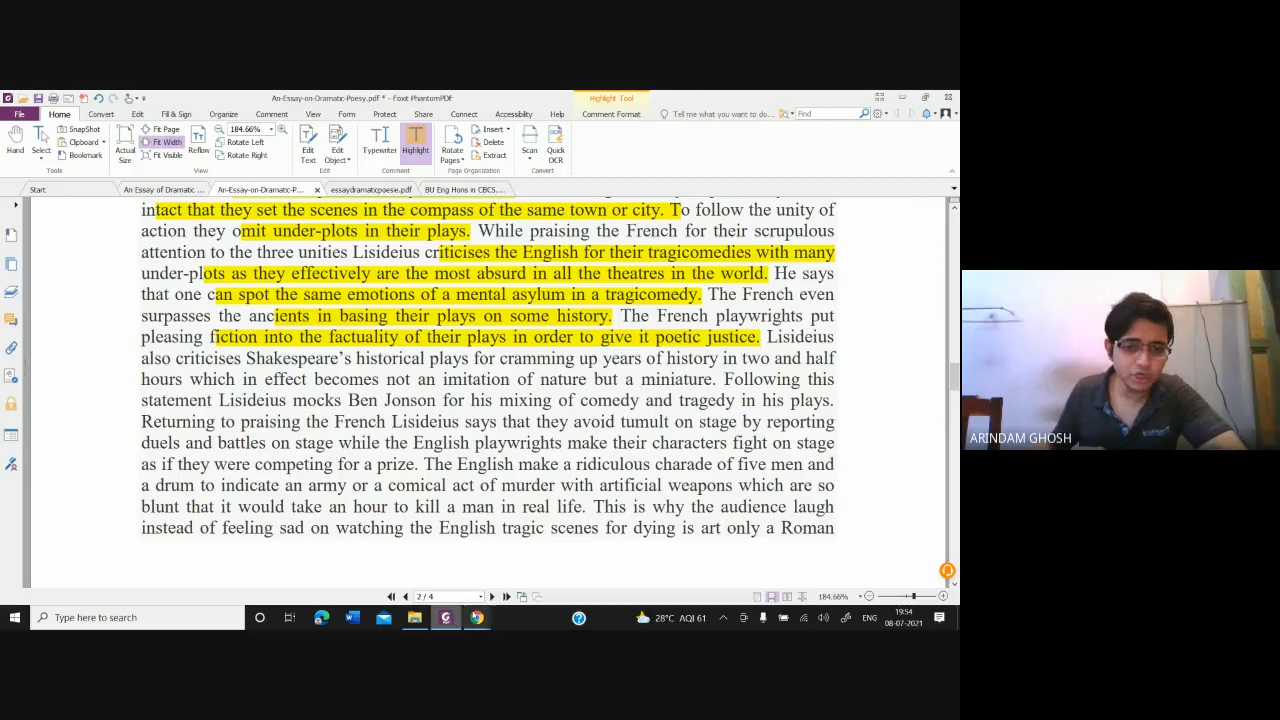 An-Essay-on-Dramatic-Poesy.pdf * - Foxit PhantomPDF
Highlight Tool
File Home Convert Edit Fill & Sign Organize Comment View Form Protect Share Connect Accessibility Help Comment Format Tell me what you want to do... Find
Hand Select SnapShot Clipboard Bookmark Actual Size Fit Page Fit Width Fit Visible Reflow 184.66% Rotate Left Rotate Right Edit Text Edit Object Typewriter Highlight Rotate Pages Insert Delete Extract Scan Quick OCR
Tools View Edit Comment Page Organization Convert
Start An Essay of Dramatic ... An-Essay-on-Dramatic-P... essaydramaticpoesie.pdf BU Eng Hons in CBCS....
intact that they set the scenes in the compass of the same town or city. To follow the unity of
action they omit under-plots in their plays. While praising the French for their scrupulous
attention to the three unities Lisideius criticises the English for their tragicomedies with many
under-plots as they effectively are the most absurd in all the theatres in the world. He says
that one can spot the same emotions of a mental asylum in a tragicomedy. The French even
surpasses the ancients in basing their plays on some history. The French playwrights put
pleasing fiction into the factuality of their plays in order to give it poetic justice. Lisideius
also criticises Shakespeare's historical plays for cramming up years of history in two and half
hours which in effect becomes not an imitation of nature but a miniature. Following this
statement Lisideius mocks Ben Jonson for his mixing of comedy and tragedy in his plays.
Returning to praising the French Lisideius says that they avoid tumult on stage by reporting
duels and battles on stage while the English playwrights make their characters fight on stage
as if they were competing for a prize. The English make a ridiculous charade of five men and
a drum to indicate an army or a comical act of murder with artificial weapons which are so
blunt that it would take an hour to kill a man in real life. This is why the audience laugh
instead of feeling sad on watching the English tragic scenes for dying is art only a Roman
ARINDAM GHOSH
2 / 4 184.66%
Type here to search 28°C AQI 61 ENG 19:54
08-07-2021